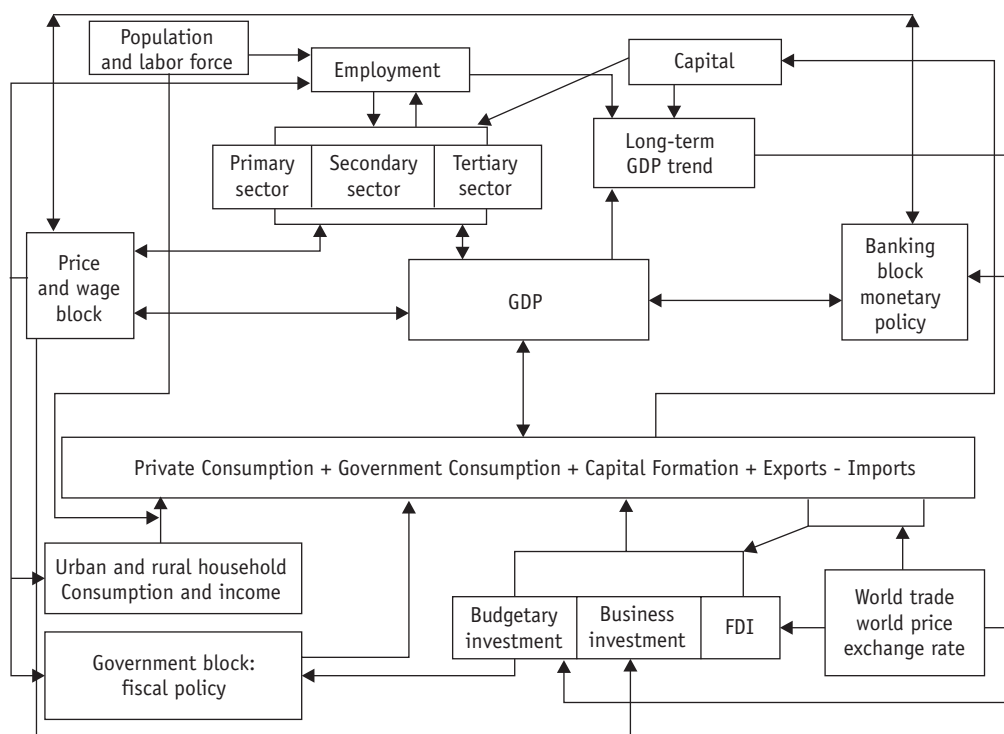 Population
and labor force
Employment
Capital
Long-term
GDP trend
Primary
sector
Secondary
sector
Tertiary
sector
Price
and wage
block
GDP
Banking
block
monetary
policy
Private Consumption + Government Consumption + Capital Formation + Exports - Imports
Urban and rural household
Consumption and income
Budgetary
investment
Business
investment
FDI
World trade
world price
exchange rate
Government block:
fiscal policy